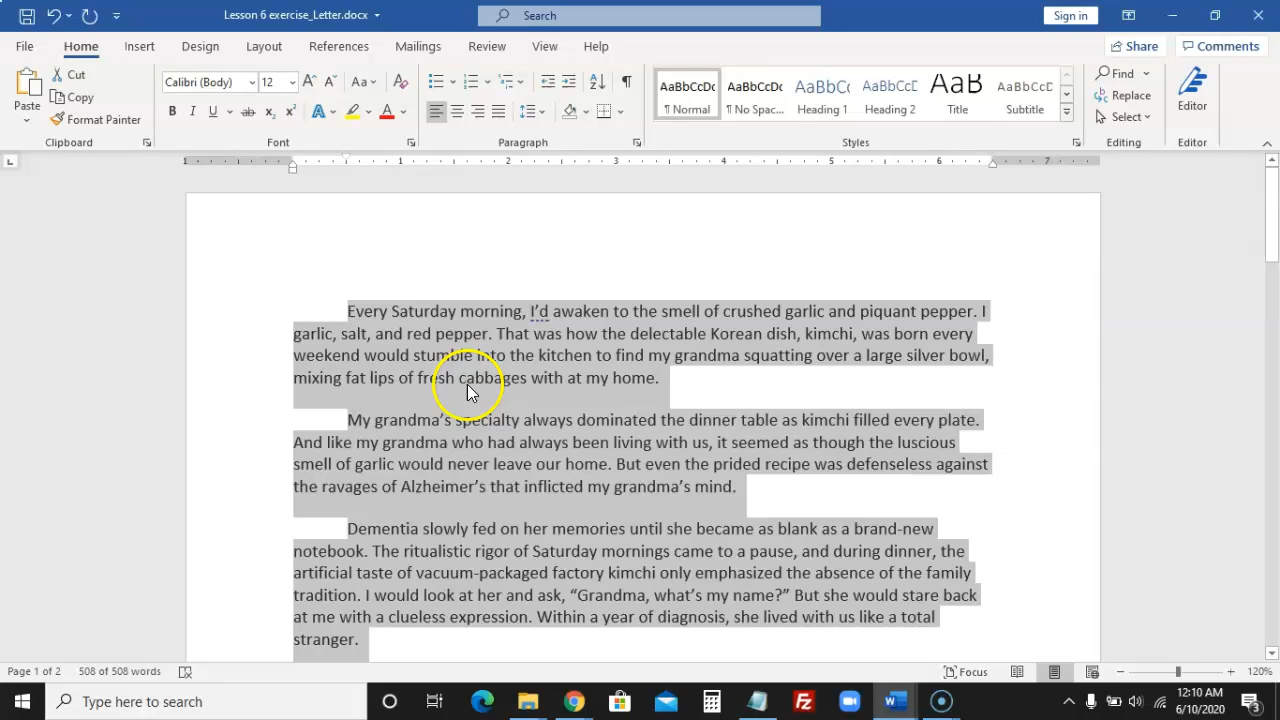 Lesson 6 exercise_Letter.docx
Search
Sign in
File Home Insert Design Layout References Mailings Review View Help
Share Comments
Paste
Cut
Copy
Format Painter
Clipboard
Calibri (Body) 12
Font
Paragraph
AaBbCcDc AaBbCcDc AaBbCc AaBbCcD AaB AaBbCcD
¶ Normal ¶ No Spac... Heading 1 Heading 2 Title Subtitle
Styles
Find
Replace
Select
Editing
Editor
Editor
1 1 2 3 4 5 6 7
Every Saturday morning, I’d awaken to the smell of crushed garlic and piquant pepper. I
garlic, salt, and red pepper. That was how the delectable Korean dish, kimchi, was born every
weekend would stumble into the kitchen to find my grandma squatting over a large silver bowl,
mixing fat lips of fresh cabbages with at my home.
My grandma’s specialty always dominated the dinner table as kimchi filled every plate.
And like my grandma who had always been living with us, it seemed as though the luscious
smell of garlic would never leave our home. But even the prided recipe was defenseless against
the ravages of Alzheimer’s that inflicted my grandma’s mind.
Dementia slowly fed on her memories until she became as blank as a brand-new
notebook. The ritualistic rigor of Saturday mornings came to a pause, and during dinner, the
artificial taste of vacuum-packaged factory kimchi only emphasized the absence of the family
tradition. I would look at her and ask, “Grandma, what’s my name?” But she would stare back
at me with a clueless expression. Within a year of diagnosis, she lived with us like a total
stranger.
Page 1 of 2 508 of 508 words Focus 120%
Type here to search
12:10 AM
6/10/2020
3